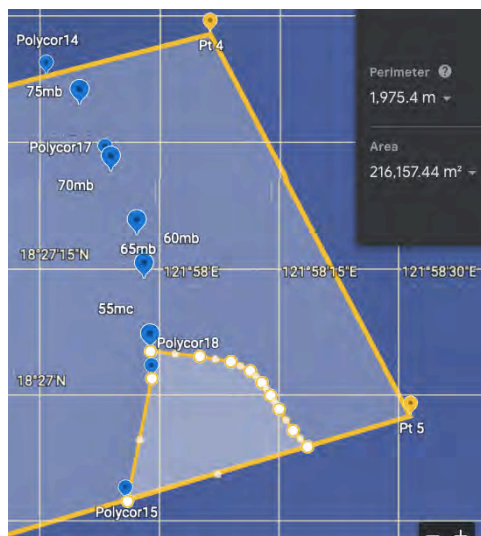 Polycor14
Pt 4
75mb
Perimeter
1,975.4 m
Polycor17
Area
216,157.44 m²
70mb
60mb
65mb
18°27'15"N
121°58'E
121°58'15"E
121°58'30"E
55mc
Polycor18
18°27'N
Pt 5
Polycor15